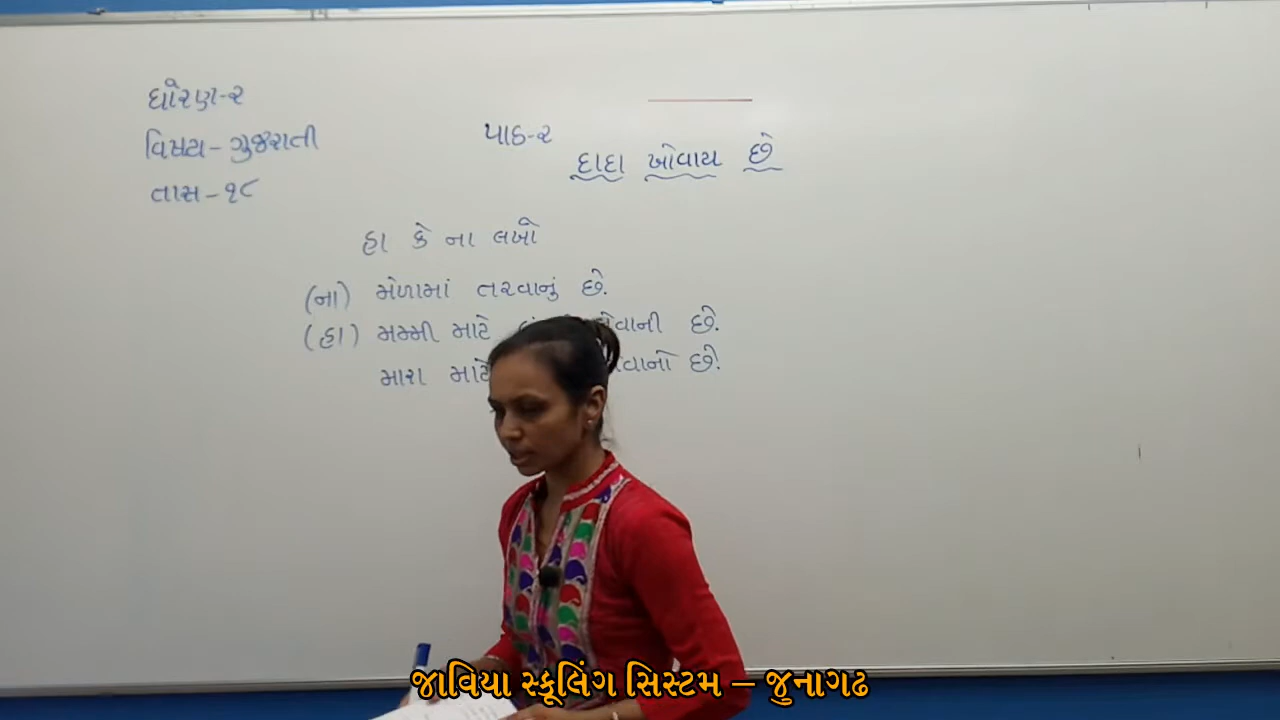 ધોરણ-૨
વિષય- ગુજરાતી
તાસ-૧૮
પાઠ-૨
દાદા ખોવાય છે
હા કે ના લખો
(ના) મેળામાં તરવાનું છે.
(હા) મમ્મી માટે છે.
મારા માટે છે.
જાવિયા સ્કૂલિંગ સિસ્ટમ – જુનાગઢ